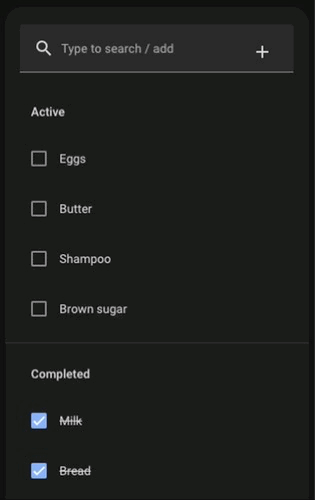 Type to search / add
Active
Eggs
Butter
Shampoo
Brown sugar
Completed
Milk
Bread